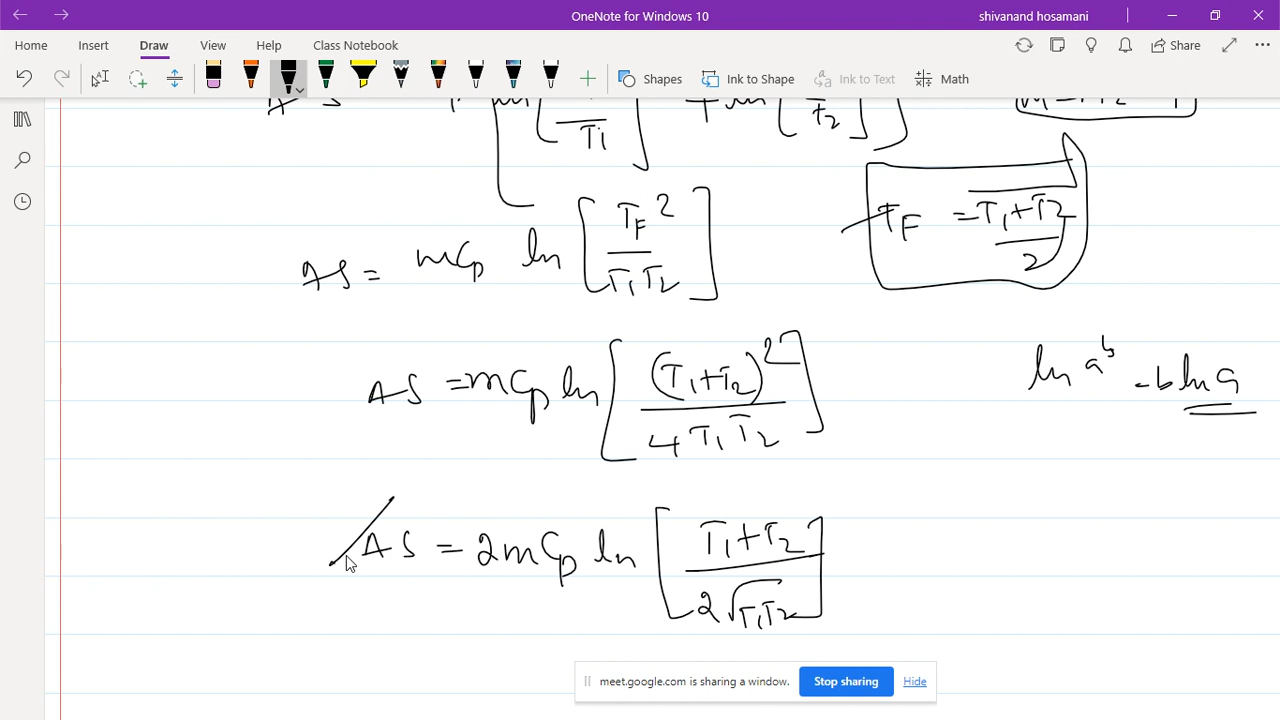 OneNote for Windows 10
shivanand hosamani
Home Insert Draw View Help Class Notebook
Share
Shapes Ink to Shape Ink to Text Math
T1
T2
TF = T1+T2 / 2
ΔS = mCp ln [ TF² / T1T2 ]
ΔS = mCp ln [ (T1+T2)² / 4T1T2 ]
ln a^b = b ln a
ΔS = 2mCp ln [ T1+T2 / 2√T1T2 ]
meet.google.com is sharing a window. Stop sharing Hide